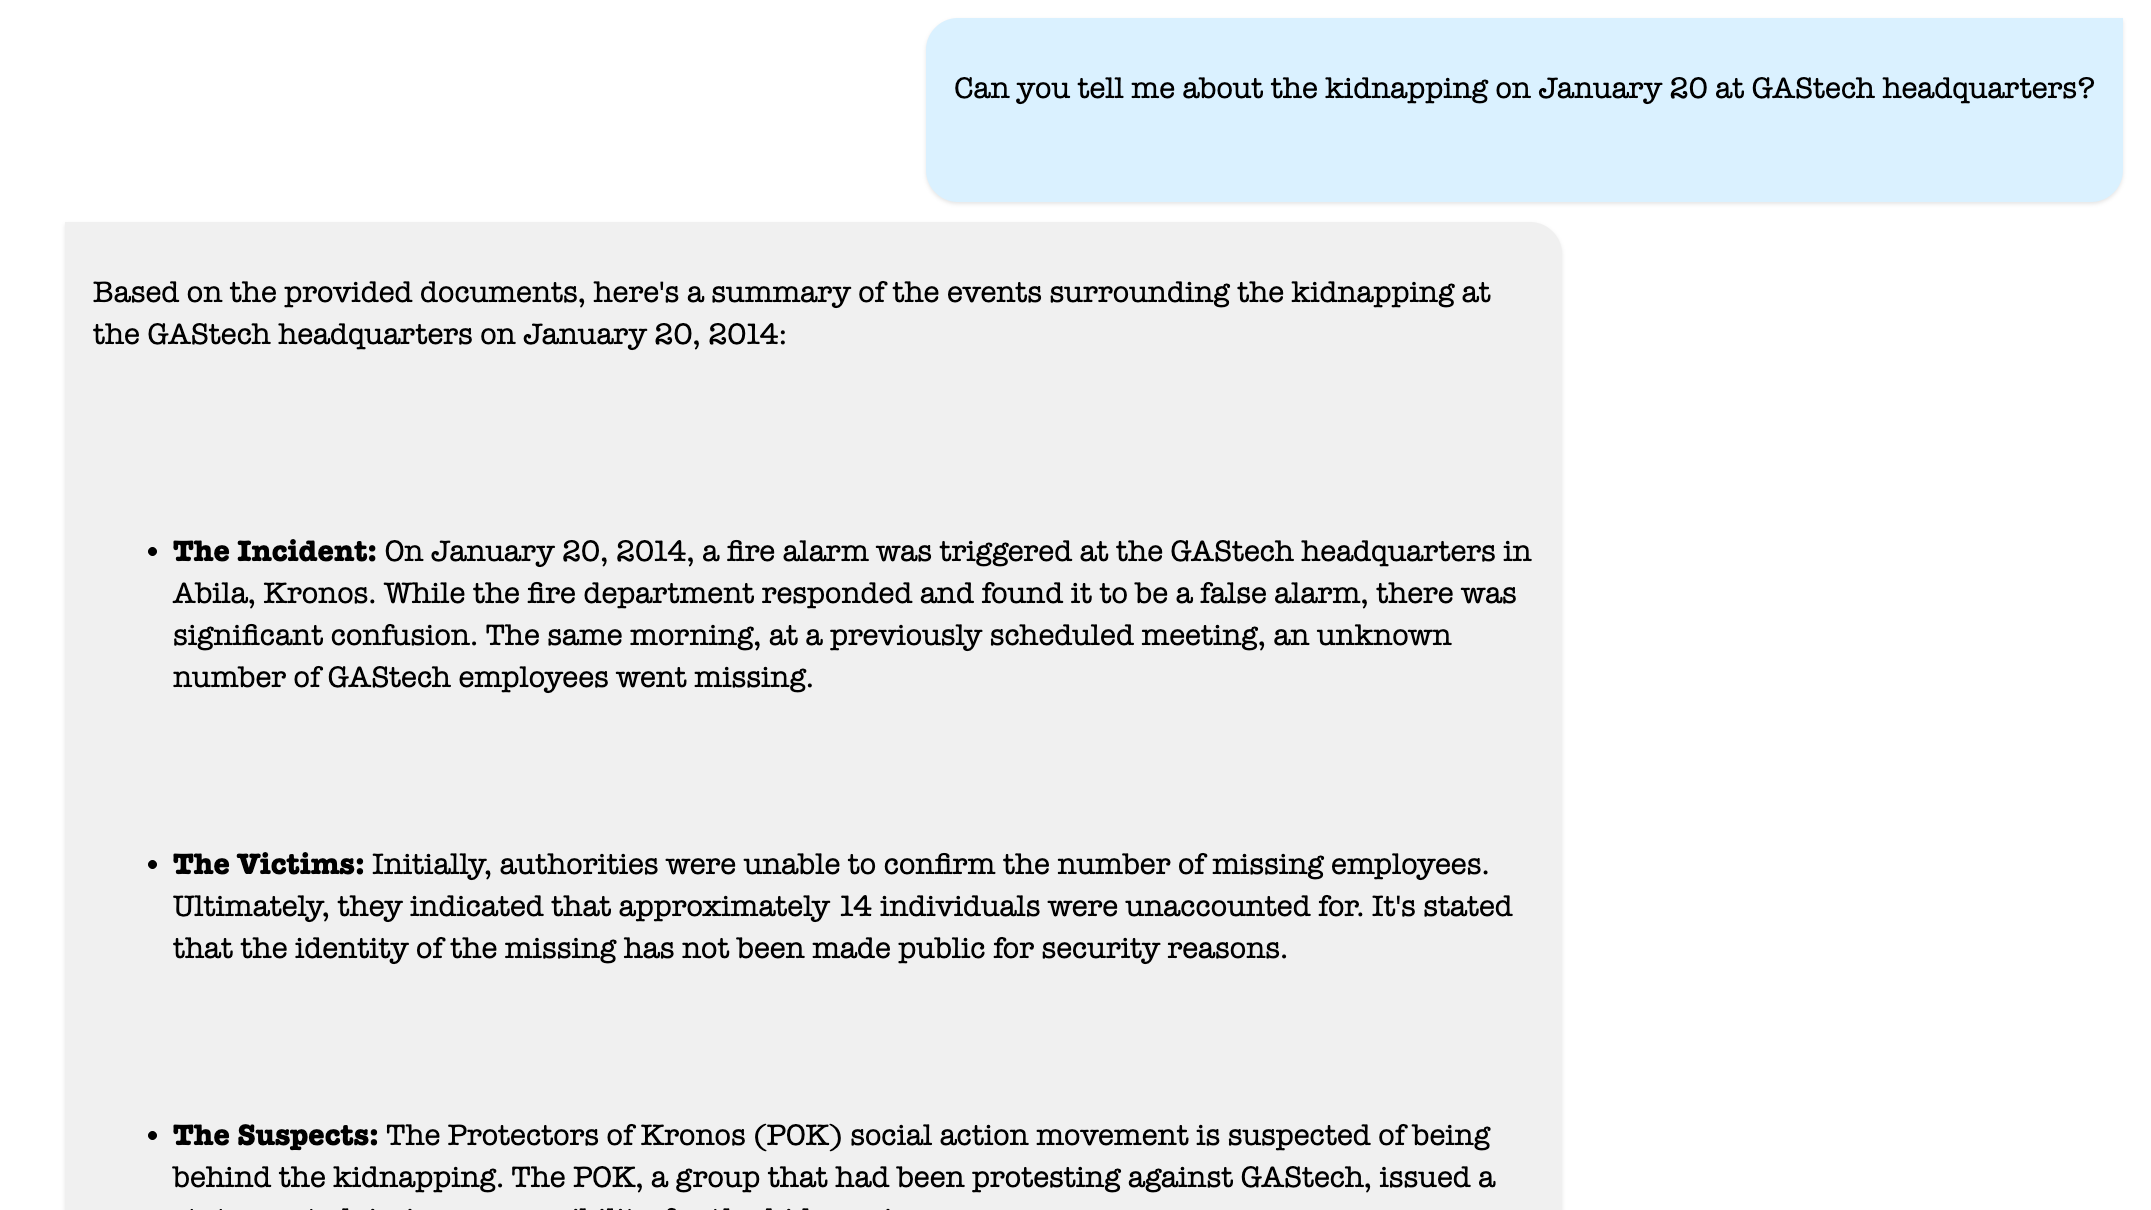 Can you tell me about the kidnapping on January 20 at GAStech headquarters?
Based on the provided documents, here's a summary of the events surrounding the kidnapping at
the GAStech headquarters on January 20, 2014:
• The Incident: On January 20, 2014, a fire alarm was triggered at the GAStech headquarters in
Abila, Kronos. While the fire department responded and found it to be a false alarm, there was
significant confusion. The same morning, at a previously scheduled meeting, an unknown
number of GAStech employees went missing.
• The Victims: Initially, authorities were unable to confirm the number of missing employees.
Ultimately, they indicated that approximately 14 individuals were unaccounted for. It's stated
that the identity of the missing has not been made public for security reasons.
• The Suspects: The Protectors of Kronos (POK) social action movement is suspected of being
behind the kidnapping. The POK, a group that had been protesting against GAStech, issued a